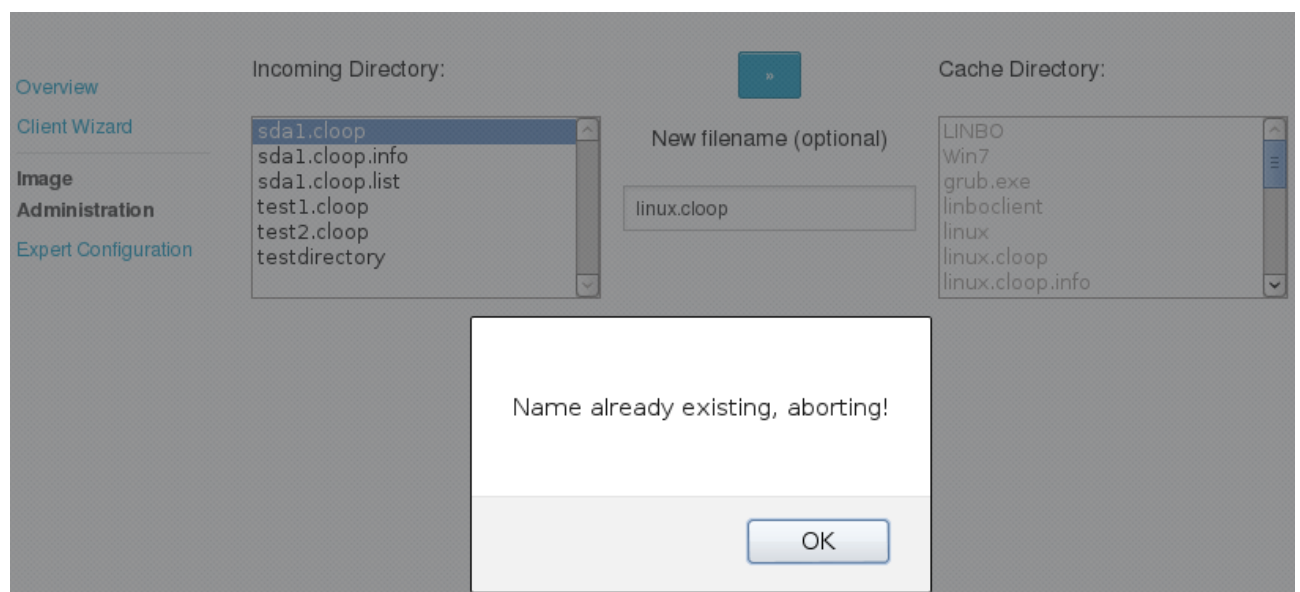 Overview
Client Wizard
Image
Administration
Expert Configuration
Incoming Directory:
sda1.cloop
sda1.cloop.info
sda1.cloop.list
test1.cloop
test2.cloop
testdirectory
»
New filename (optional)
linux.cloop
Cache Directory:
LINBO
Win7
grub.exe
linboclient
linux
linux.cloop
linux.cloop.info
Name already existing, aborting!
OK